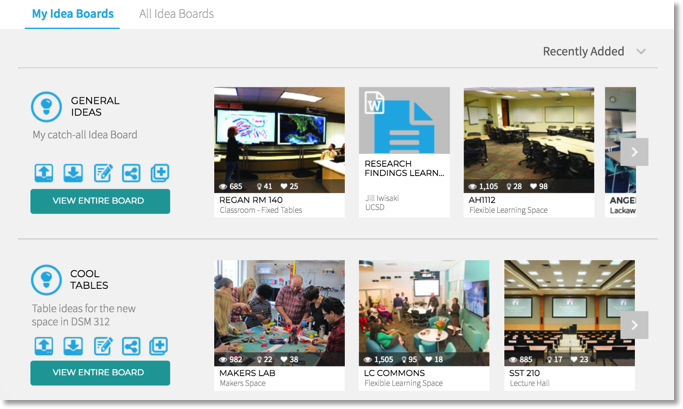 My Idea Boards All Idea Boards
Recently Added
GENERAL
IDEAS
My catch-all Idea Board
VIEW ENTIRE BOARD
685 41 25
REGAN RM 140
Classroom - Fixed Tables
W
RESEARCH
FINDINGS LEARN...
Jill Iwisaki
UCSD
1,105 28 98
AH1112
Flexible Learning Space
ANGE
Lackaw
COOL
TABLES
Table ideas for the new
space in DSM 312
VIEW ENTIRE BOARD
982 22 38
MAKERS LAB
Makers Space
1,505 95 18
LC COMMONS
Flexible Learning Space
885 17 23
SST 210
Lecture Hall